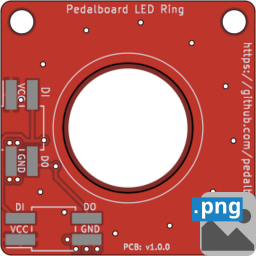 Pedalboard LED Ring
https://github.com/pedalb
VCC
DI
GND
DO
DI
DO
VCC
GND
PCB: v1.0.0
.png